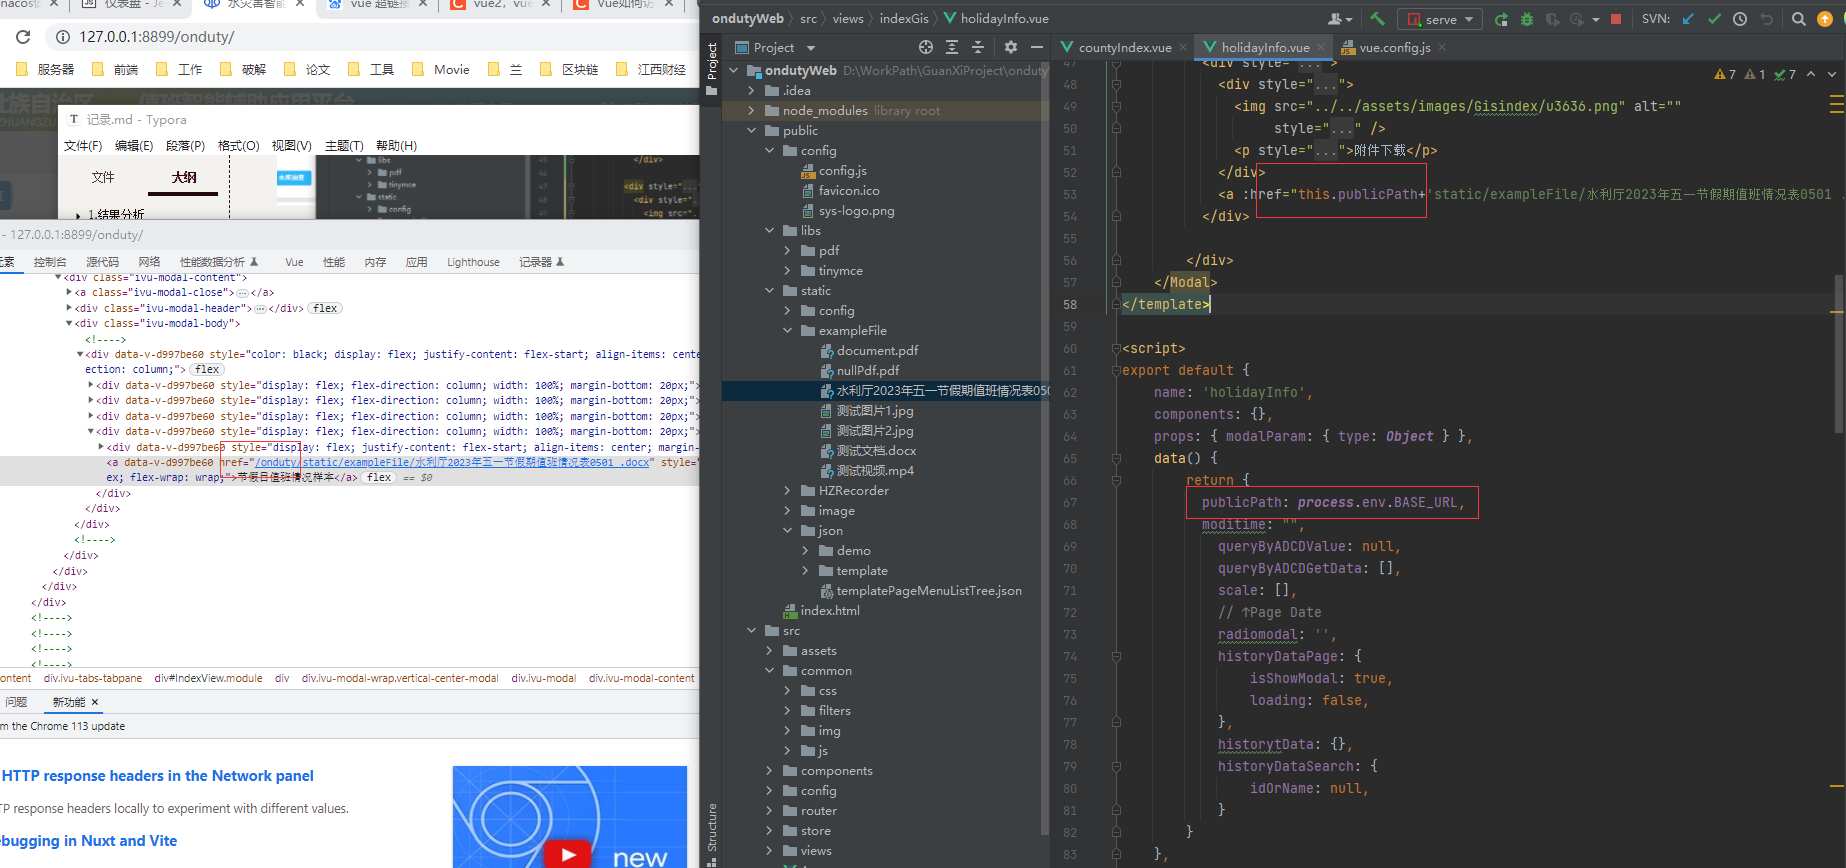 nacos信
仪表盘 - Je
水灾害智能
vue 超链接
vue2，vue
Vue如何访
127.0.0.1:8899/onduty/
服务器
前端
工作
破解
论文
工具
Movie
兰
区块链
江西财经
记录.md - Typora
文件(F) 编辑(E) 段落(P) 格式(O) 视图(V) 主题(T) 帮助(H)
文件 大纲
1.结果分析
libs
pdf
tinymce
static
config
45
46
47
48
</div>
<div style="...
<div style="..
<img src="..
- 127.0.0.1:8899/onduty/
元素 控制台 源代码 网络 性能数据分析 Vue 性能 内存 应用 Lighthouse 记录器
<div class="ivu-modal-content">
<a class="ivu-modal-close"> ⋯ </a>
<div class="ivu-modal-header"> ⋯ </div> flex
<div class="ivu-modal-body">
<!---->
<div data-v-d997be60 style="color: black; display: flex; justify-content: flex-start; align-items: cente
ection: column;"> flex
<div data-v-d997be60 style="display: flex; flex-direction: column; width: 100%; margin-bottom: 20px;">
<div data-v-d997be60 style="display: flex; flex-direction: column; width: 100%; margin-bottom: 20px;">
<div data-v-d997be60 style="display: flex; flex-direction: column; width: 100%; margin-bottom: 20px;">
<div data-v-d997be60 style="display: flex; flex-direction: column; width: 100%; margin-bottom: 20px;">
<div data-v-d997be60 style="display: flex; justify-content: flex-start; align-items: center; margin-
<a data-v-d997be60 href="/onduty/static/exampleFile/水利厅2023年五一节假期值班情况表0501 .docx" style="
ex; flex-wrap: wrap;">节假日值班情况样本</a> flex == $0
</div>
</div>
</div>
<!---->
</div>
</div>
</div>
</div>
<!---->
<!---->
<!---->
<!---->
ontent div.ivu-tabs-tabpane div#IndexView.module div div.ivu-modal-wrap.vertical-center-modal div.ivu-modal div.ivu-modal-content
问题 新功能 ×
m the Chrome 113 update
HTTP response headers in the Network panel
TP response headers locally to experiment with different values.
ebugging in Nuxt and Vite
new
ondutyWeb src views indexGis holidayInfo.vue
serve
SVN:
Project
Structure
Project
ondutyWeb D:\WorkPath\GuanXiProject\onduty
.idea
node_modules library root
public
config
config.js
favicon.ico
sys-logo.png
libs
pdf
tinymce
static
config
exampleFile
document.pdf
nullPdf.pdf
水利厅2023年五一节假期值班情况表050
测试图片1.jpg
测试图片2.jpg
测试文档.docx
测试视频.mp4
HZRecorder
image
json
demo
template
templatePageMenuListTree.json
index.html
src
assets
common
css
filters
img
js
components
config
router
store
views
countyIndex.vue holidayInfo.vue vue.config.js
7 1 7
47 <div style="...">
48 <div style="...">
49 <img src="../../assets/images/Gisindex/u3636.png" alt=""
50 style="..." />
51 <p style="...">附件下载</p>
52 </div>
53 <a :href="this.publicPath+'static/exampleFile/水利厅2023年五一节假期值班情况表0501 .
54 </div>
55
56 </div>
57 </Modal>
58 </template>
59
60 <script>
61 export default {
62 name: 'holidayInfo',
63 components: {},
64 props: { modalParam: { type: Object } },
65 data() {
66 return {
67 publicPath: process.env.BASE_URL,
68 moditime: "",
69 queryByADCDValue: null,
70 queryByADCDGetData: [],
71 scale: [],
72 // ↑Page Date
73 radiomodal: '',
74 historyDataPage: {
75 isShowModal: true,
76 loading: false,
77 },
78 historytData: {},
79 historyDataSearch: {
80 idOrName: null,
81 }
82 }
83 },